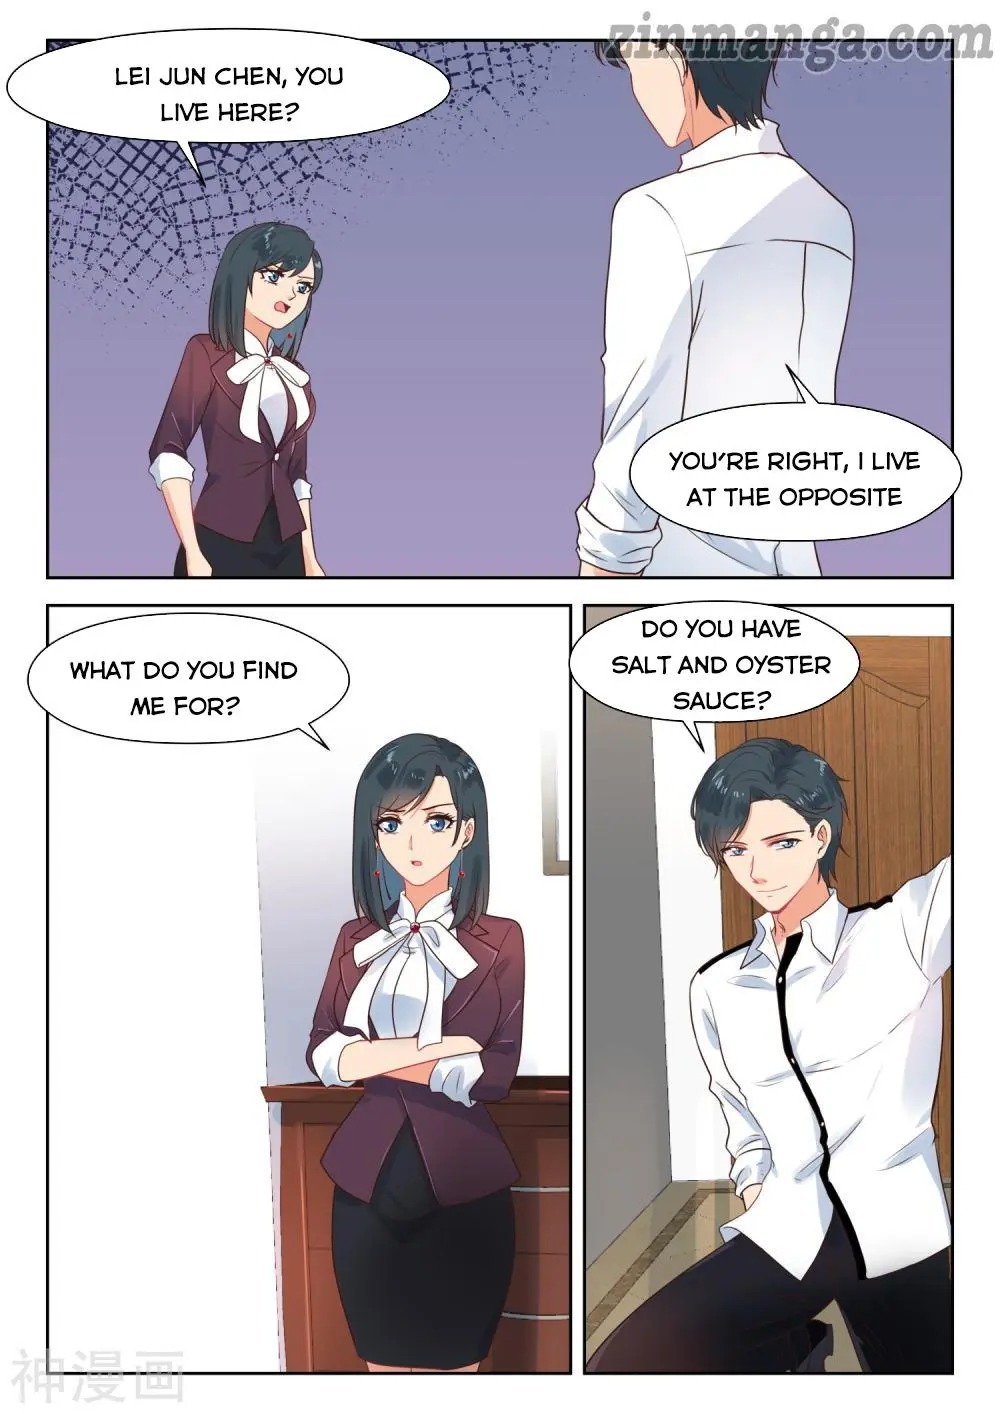 zinmanga.com
LEI JUN CHEN, YOU
LIVE HERE?
YOU'RE RIGHT, I LIVE
AT THE OPPOSITE
WHAT DO YOU FIND
ME FOR?
DO YOU HAVE
SALT AND OYSTER
SAUCE?
神漫画